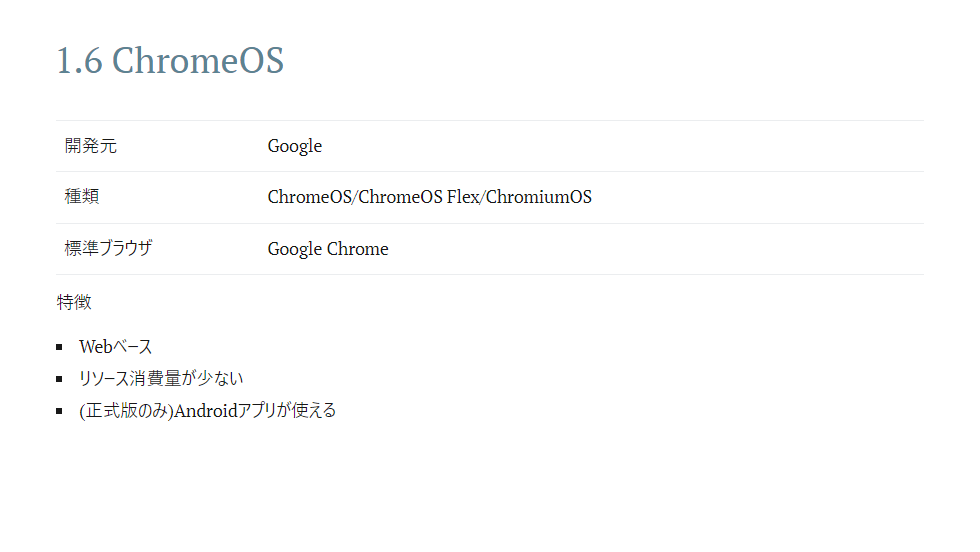 1.6 ChromeOS
開発元 Google
種類 ChromeOS/ChromeOS Flex/ChromiumOS
標準ブラウザ Google Chrome
特徴
Webベース
リソース消費量が少ない
(正式版のみ)Androidアプリが使える